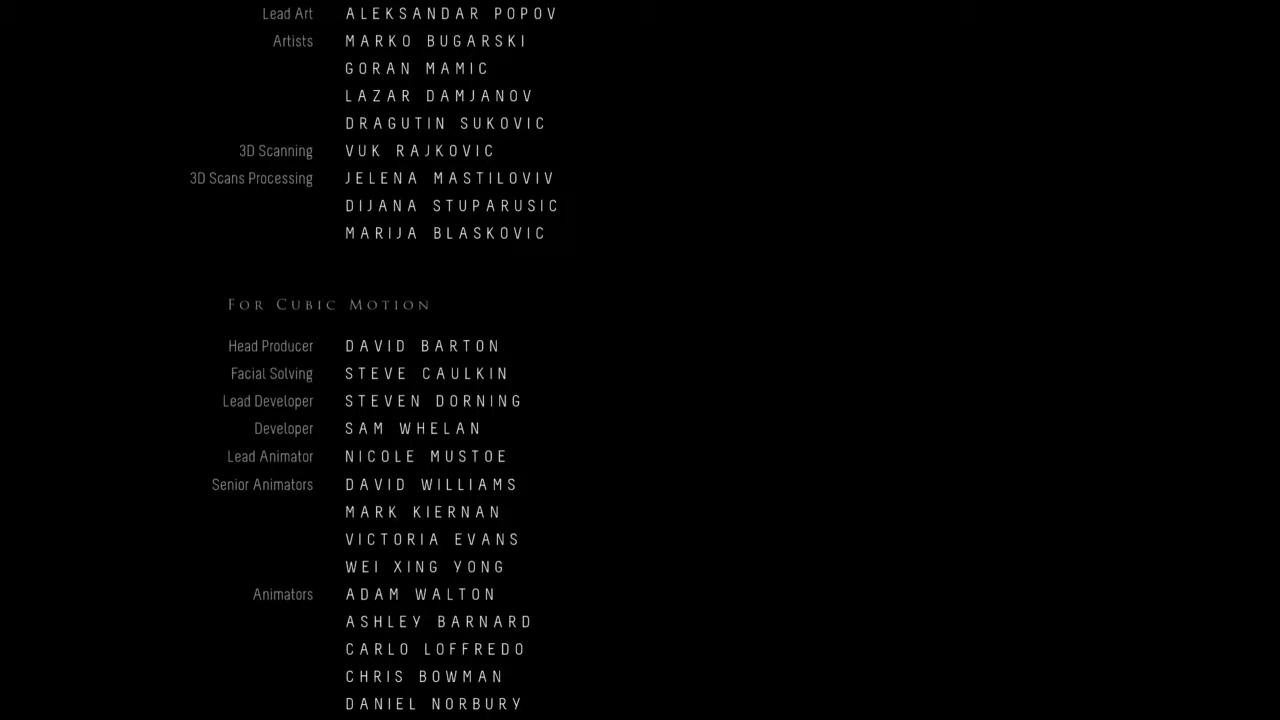 Lead Art ALEKSANDAR POPOV
Artists MARKO BUGARSKI
GORAN MAMIC
LAZAR DAMJANOV
DRAGUTIN SUKOVIC
3D Scanning VUK RAJKOVIC
3D Scans Processing JELENA MASTILOVIV
DIJANA STUPARUSIC
MARIJA BLASKOVIC
FOR CUBIC MOTION
Head Producer DAVID BARTON
Facial Solving STEVE CAULKIN
Lead Developer STEVEN DORNING
Developer SAM WHELAN
Lead Animator NICOLE MUSTOE
Senior Animators DAVID WILLIAMS
MARK KIERNAN
VICTORIA EVANS
WEI XING YONG
Animators ADAM WALTON
ASHLEY BARNARD
CARLO LOFFREDO
CHRIS BOWMAN
DANIEL NORBURY